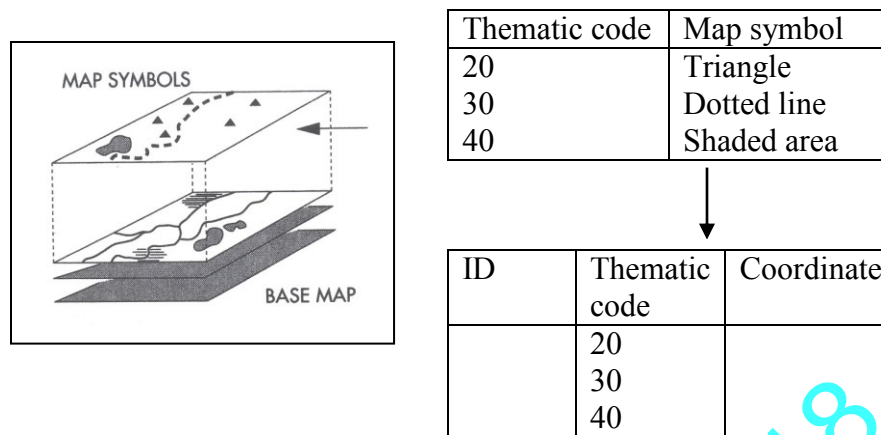 MAP SYMBOLS
BASE MAP
Thematic code Map symbol
20 Triangle
30 Dotted line
40 Shaded area
ID Thematic code Coordinate
20
30
40